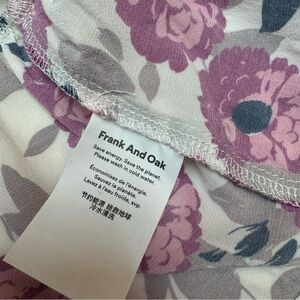 Frank And Oak
Save energy. Save the planet.
Please wash in cold water.
Économisez de l'énergie.
Sauvez la planète.
Lavez à l'eau froide, svp.
节约能源 拯救地球
冷水清洗